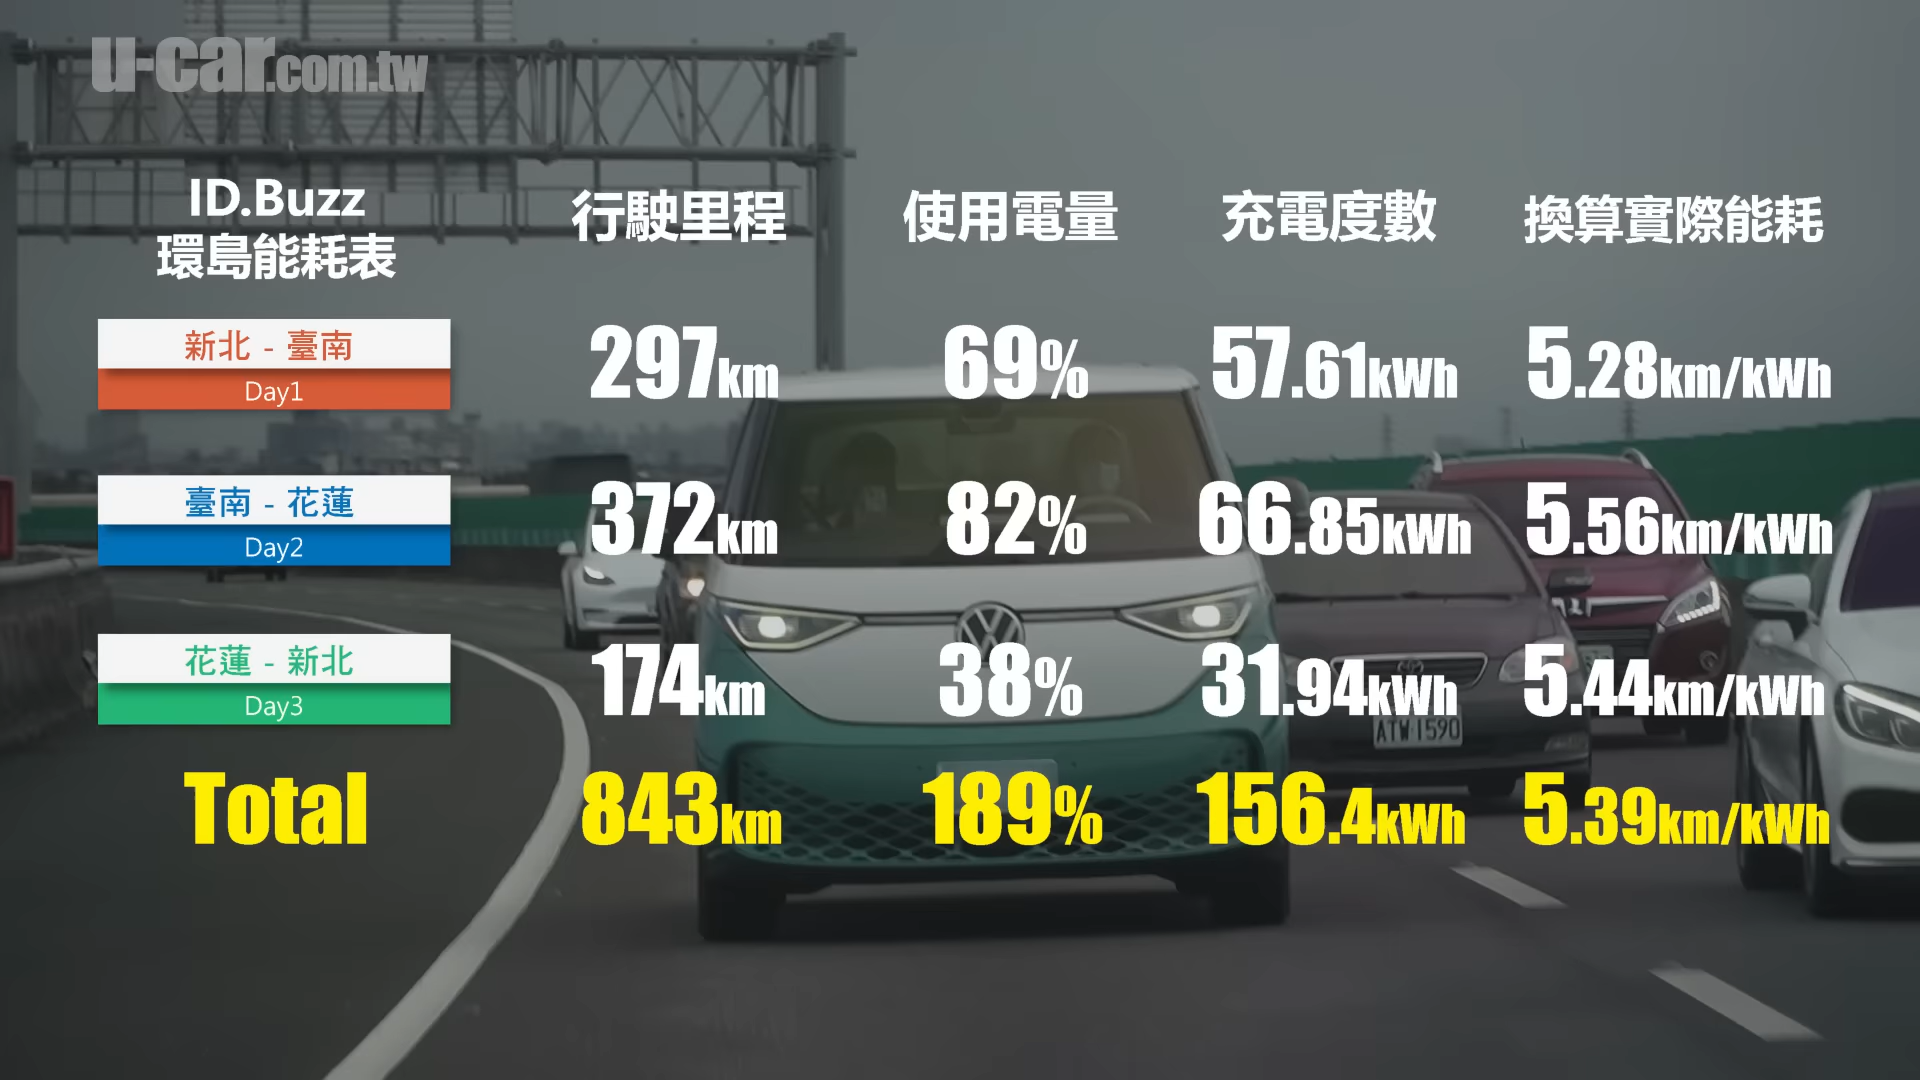 u-car.com.tw
ID.Buzz
環島能耗表
行駛里程 使用電量 充電度數 換算實際能耗
新北 - 臺南
Day1
297km 69% 57.61kWh 5.28km/kWh
臺南 - 花蓮
Day2
372km 82% 66.85kWh 5.56km/kWh
花蓮 - 新北
Day3
174km 38% 31.94kWh 5.44km/kWh
ATW 1590
Total 843km 189% 156.4kWh 5.39km/kWh